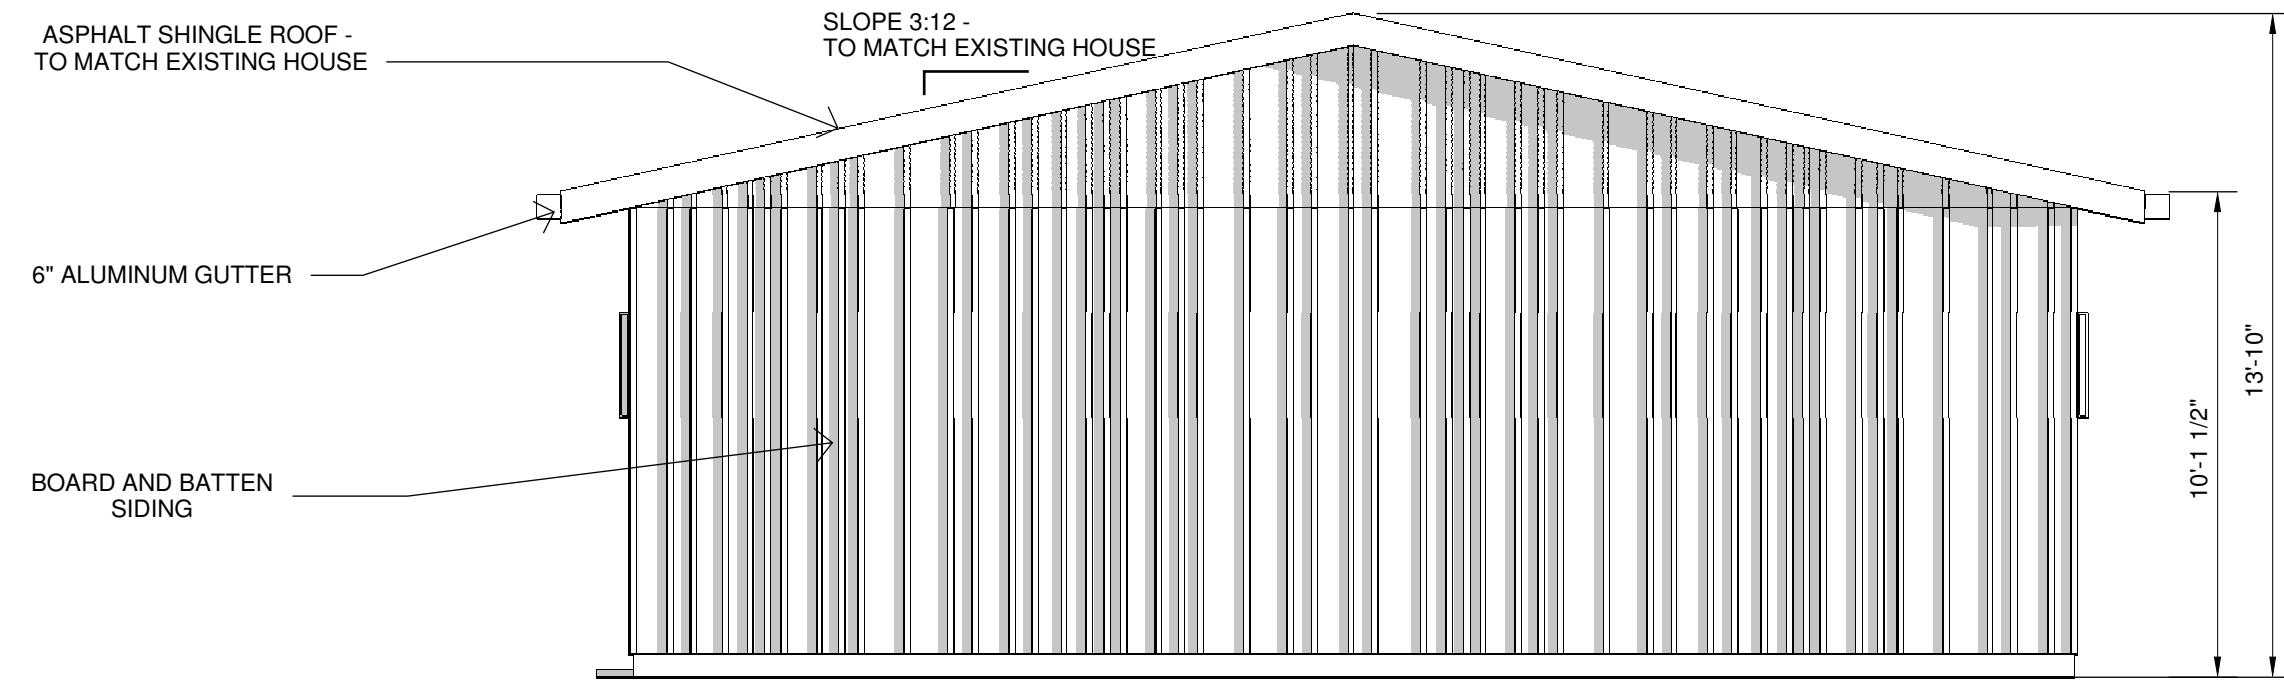 ASPHALT SHINGLE ROOF -
TO MATCH EXISTING HOUSE
SLOPE 3:12 -
TO MATCH EXISTING HOUSE
6" ALUMINUM GUTTER
BOARD AND BATTEN
SIDING
10'-1 1/2"
13'-10"